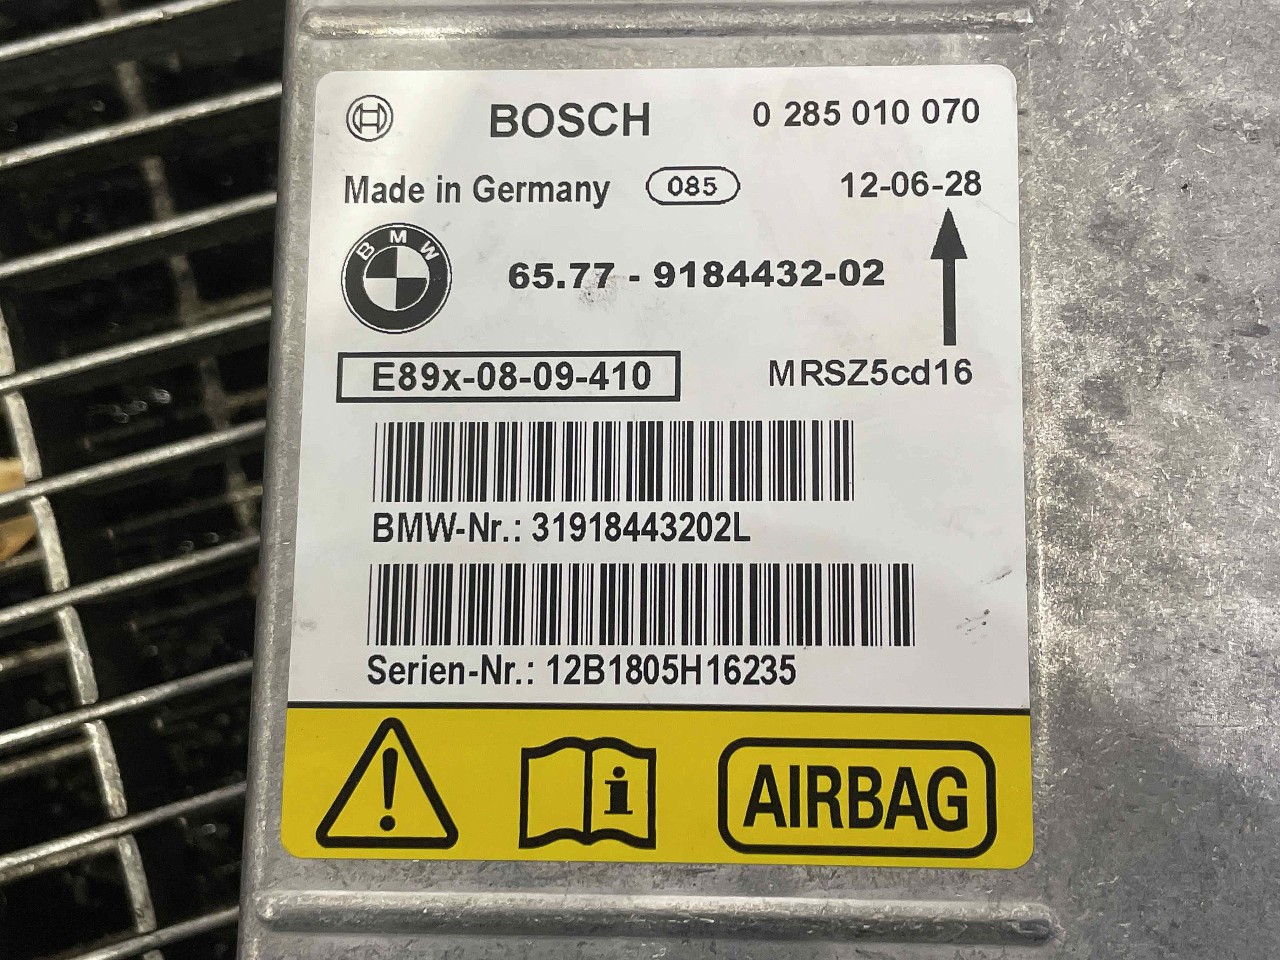 BOSCH 0 285 010 070
Made in Germany 085 12-06-28
BMW 65.77 - 9184432-02
E89x-08-09-410 MRSZ5cd16
BMW-Nr.: 31918443202L
Serien-Nr.: 12B1805H16235
! i AIRBAG